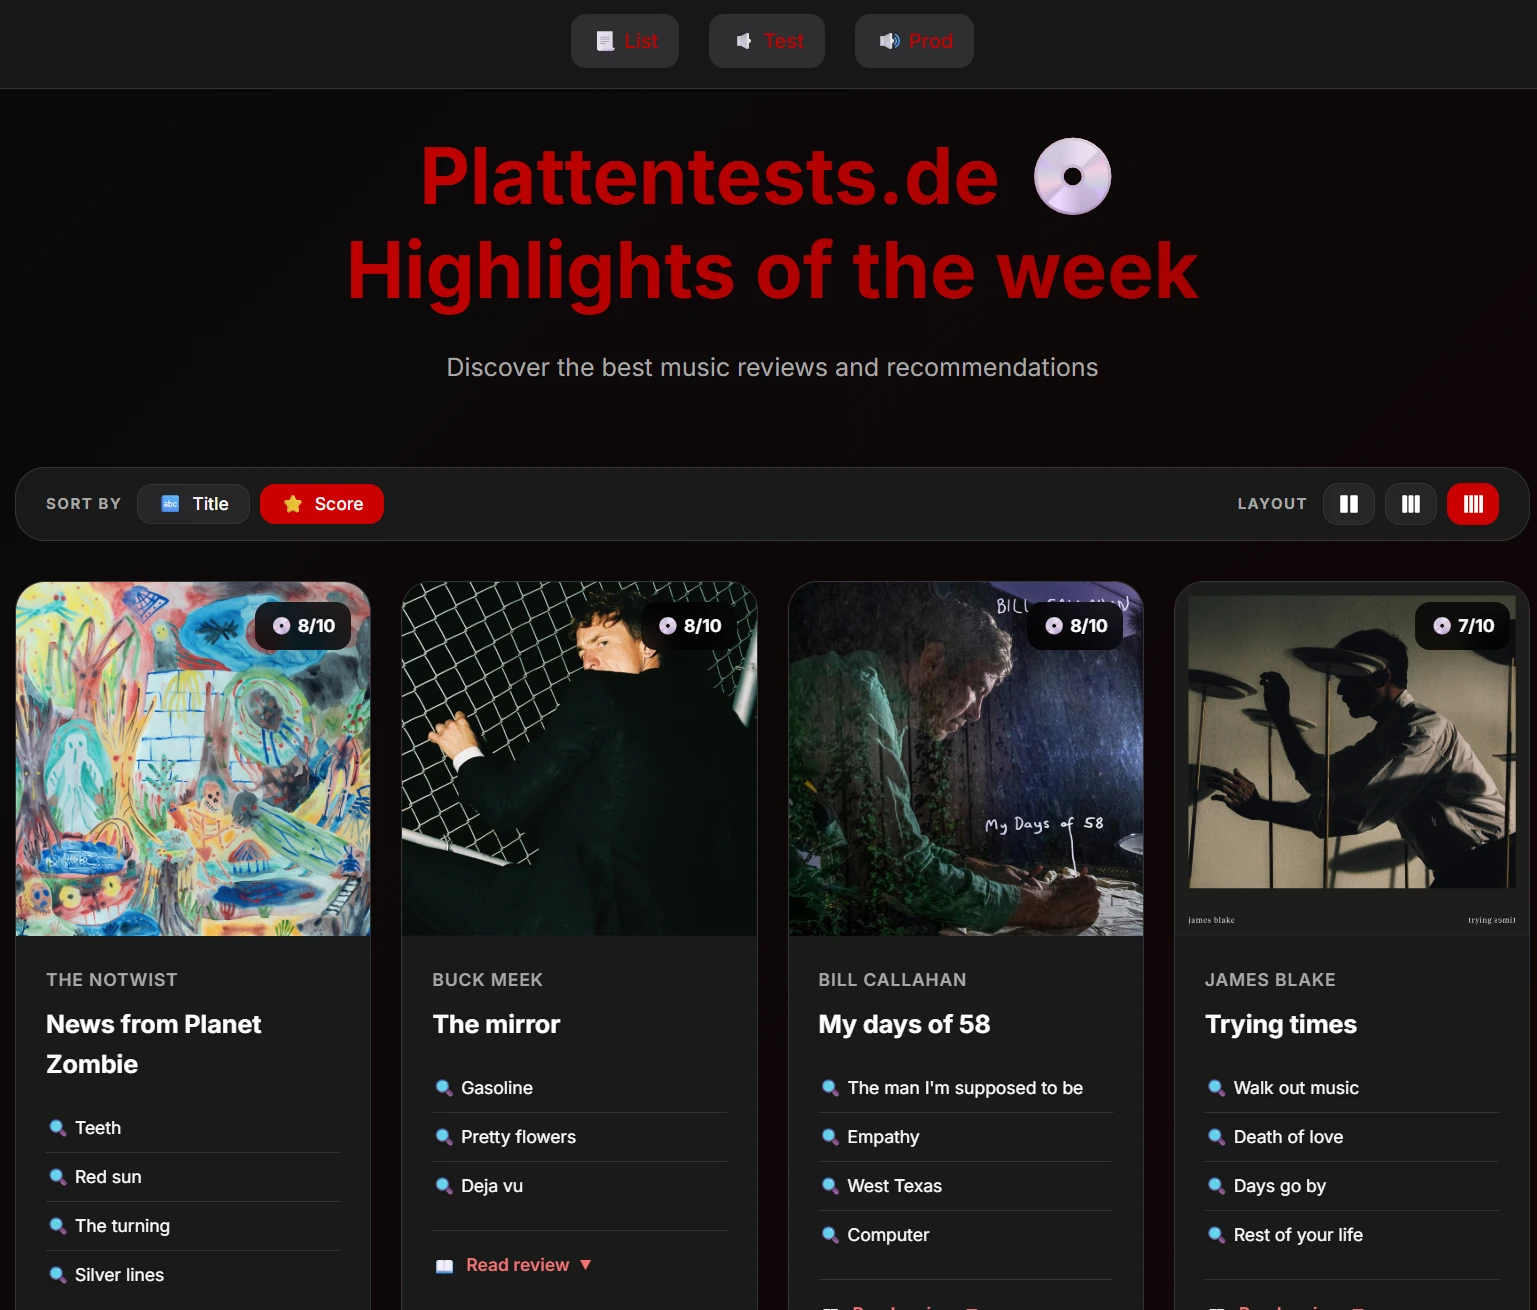 List
Test
Prod
Plattentests.de
Highlights of the week
Discover the best music reviews and recommendations
SORT BY
abc
Title
Score
LAYOUT
8/10
8/10
8/10
7/10
My Days of 58
james blake
trying
THE NOTWIST
News from Planet
Zombie
Teeth
Red sun
The turning
Silver lines
BUCK MEEK
The mirror
Gasoline
Pretty flowers
Deja vu
Read review ▼
BILL CALLAHAN
My days of 58
The man I'm supposed to be
Empathy
West Texas
Computer
JAMES BLAKE
Trying times
Walk out music
Death of love
Days go by
Rest of your life